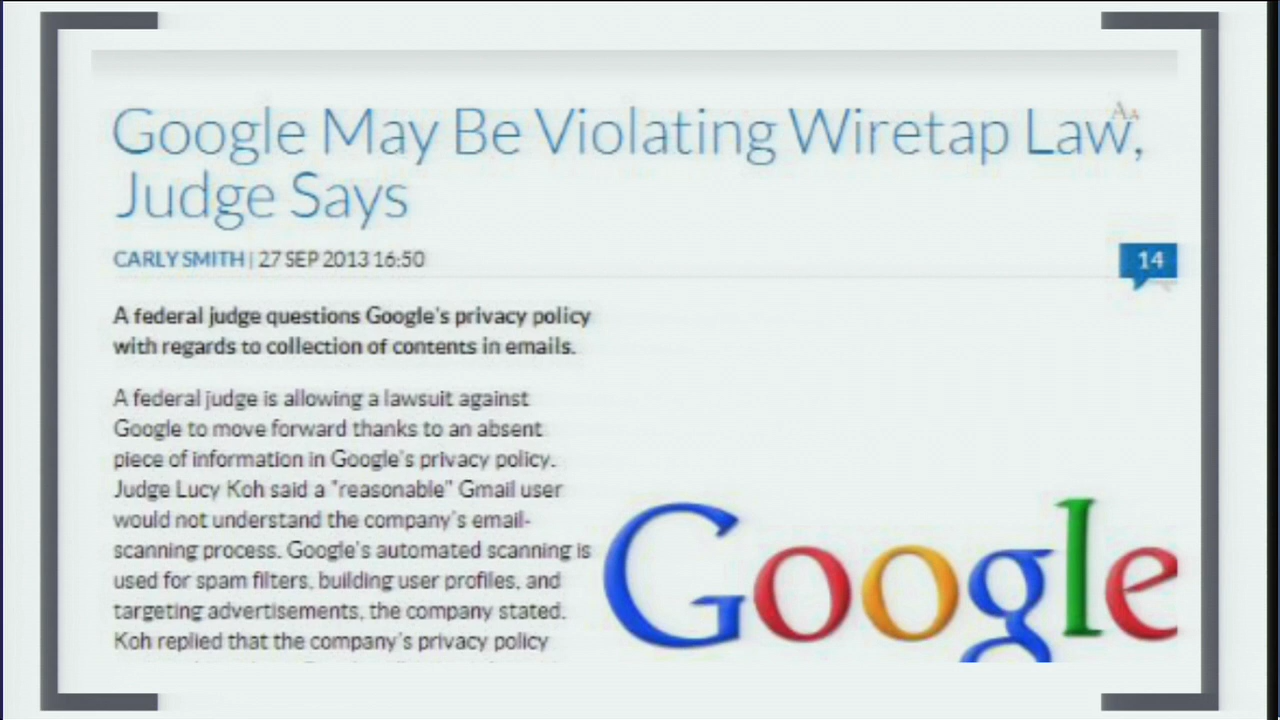 Google May Be Violating Wiretap Law,
Judge Says
AA
CARLY SMITH | 27 SEP 2013 16:50
14
A federal judge questions Google's privacy policy
with regards to collection of contents in emails.
A federal judge is allowing a lawsuit against
Google to move forward thanks to an absent
piece of information in Google's privacy policy.
Judge Lucy Koh said a "reasonable" Gmail user
would not understand the company's email-
scanning process. Google's automated scanning is
used for spam filters, building user profiles, and
targeting advertisements, the company stated.
Koh replied that the company's privacy policy
Google